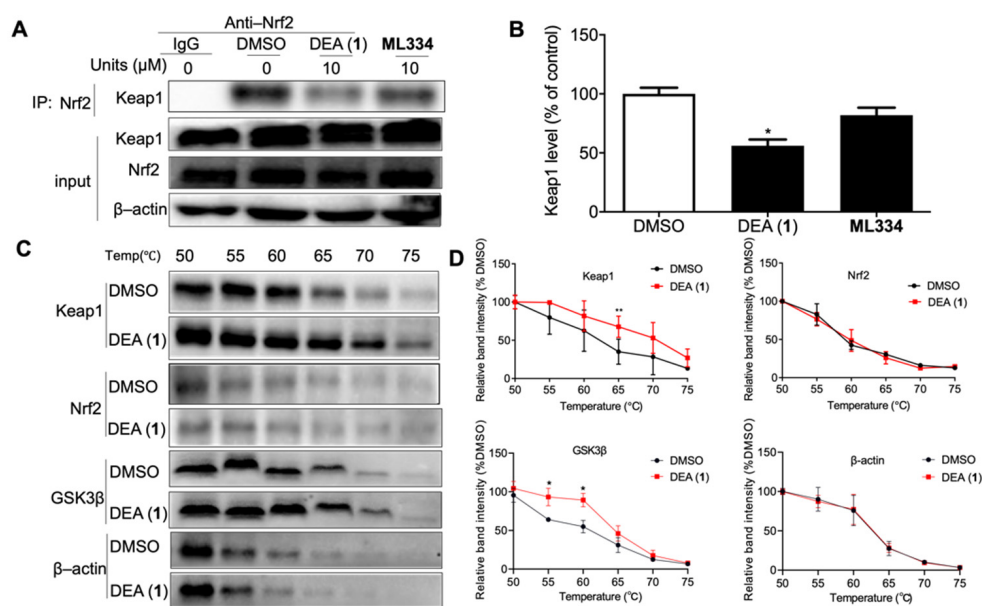 A
Anti–Nrf2
IgG DMSO DEA (1) ML334
Units (μM) 0 0 10 10
IP: Nrf2 Keap1
input
Keap1
Nrf2
β–actin
B
Keap1 level (% of control)
150
100
50
0
*
DMSO DEA (1) ML334
C
Temp(℃) 50 55 60 65 70 75
Keap1
DMSO
DEA (1)
Nrf2
DMSO
DEA (1)
GSK3β
DMSO
DEA (1)
β–actin
DMSO
DEA (1)
D
Keap1
DMSO
DEA (1)
Relative band intensity (% DMSO)
150
100
50
0
**
50 55 60 65 70 75
Temperature (°C)
Nrf2
DMSO
DEA (1)
Relative band intensity (% DMSO)
150
100
50
0
50 55 60 65 70 75
Temperature (°C)
GSK3β
DMSO
DEA (1)
Relative band intensity (%DMSO)
150
100
50
0
* *
50 55 60 65 70 75
Temperature (°C)
β-actin
DMSO
DEA (1)
Relative band intensity (%DMSO)
150
100
50
0
50 55 60 65 70 75
Temperature (°C)